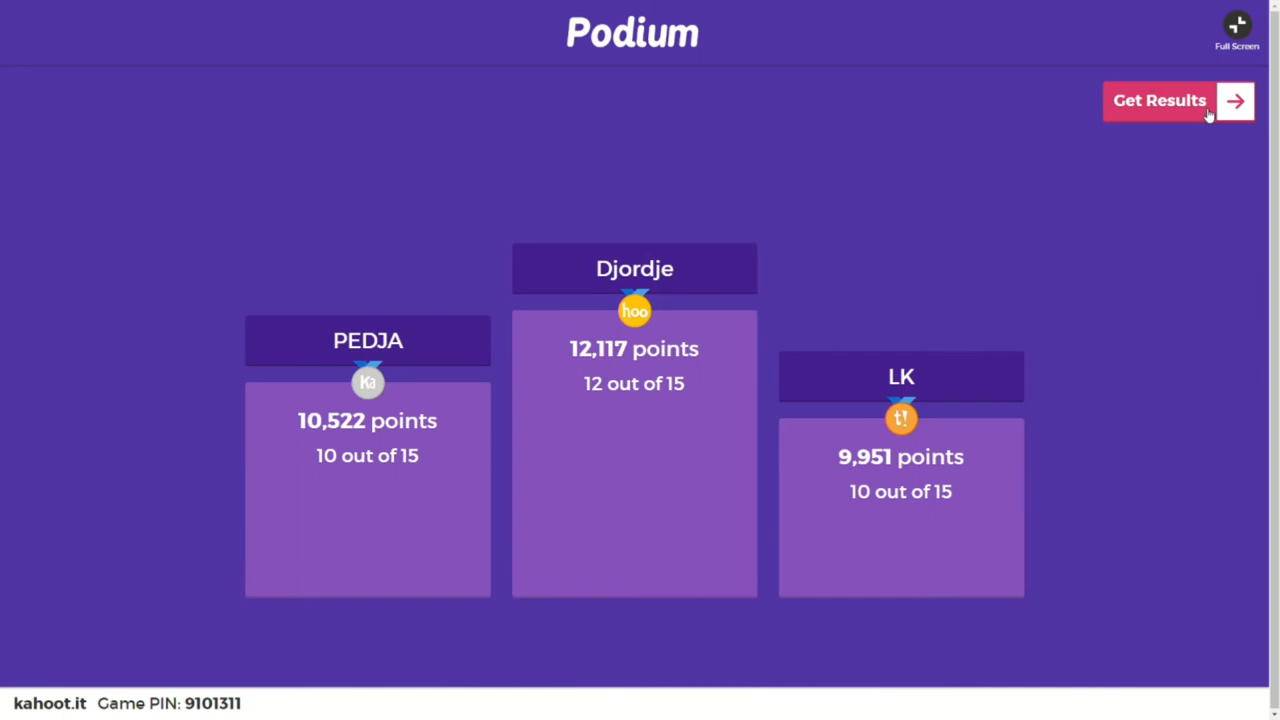 Podium
Full Screen
Get Results
Djordje
hoo
12,117 points
12 out of 15
PEDJA
Ka
10,522 points
10 out of 15
LK
t!
9,951 points
10 out of 15
kahoot.it Game PIN: 9101311